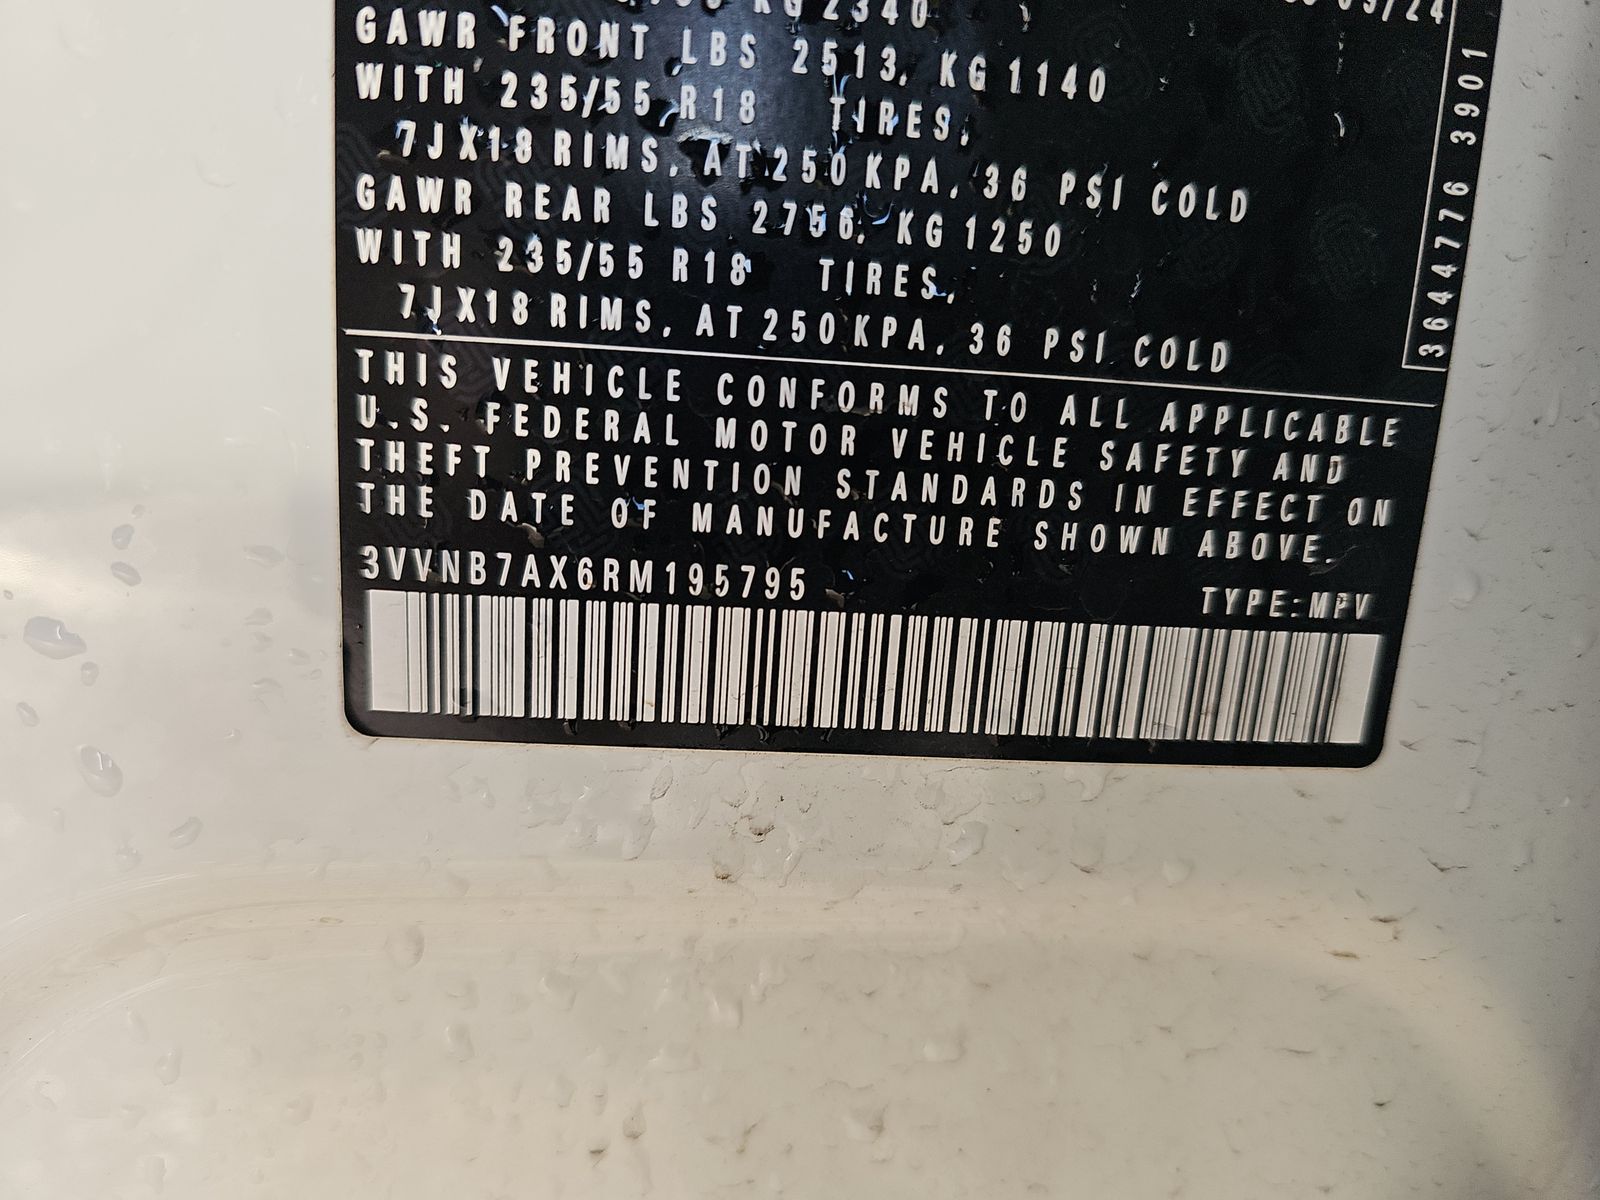 KG 2340
GAWR FRONT LBS 2513, KG 1140
WITH 235/55 R18 TIRES,
7JX18 RIMS, AT 250 KPA, 36 PSI COLD
GAWR REAR LBS 2756, KG 1250
WITH 235/55 R18 TIRES,
7JX18 RIMS, AT 250 KPA, 36 PSI COLD
THIS VEHICLE CONFORMS TO ALL APPLICABLE
U.S. FEDERAL MOTOR VEHICLE SAFETY AND
THEFT PREVENTION STANDARDS IN EFFECT ON
THE DATE OF MANUFACTURE SHOWN ABOVE.
3VVNB7AX6RM195795
TYPE:MPV
3644776 3901